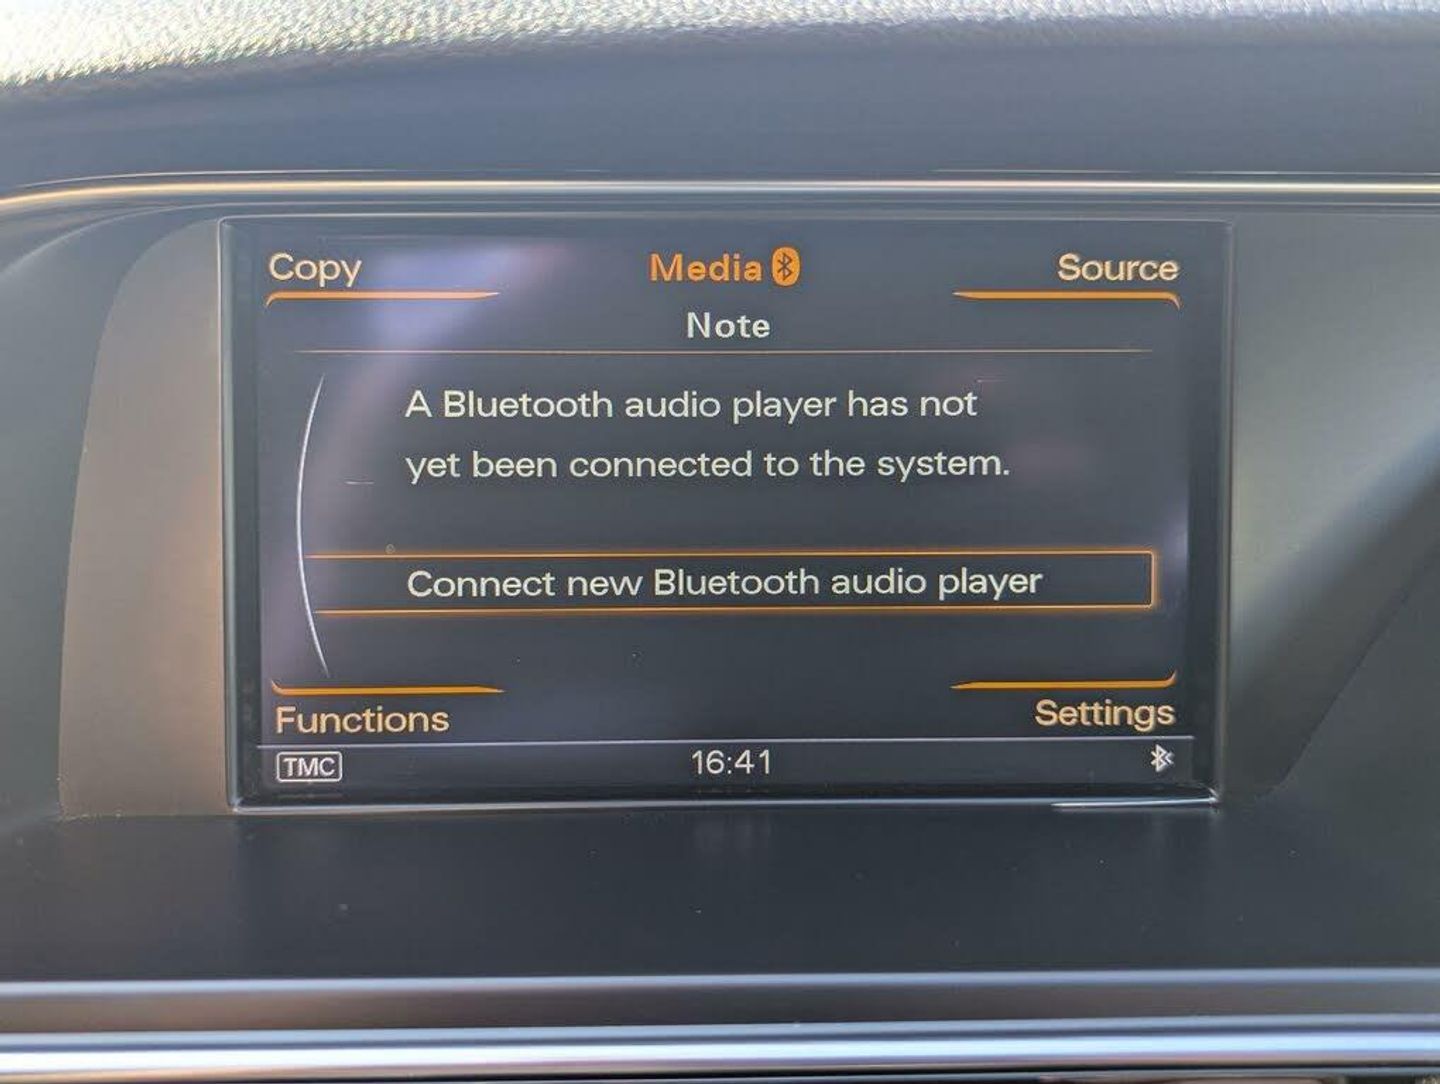 Copy
Media
Source
Note
A Bluetooth audio player has not
yet been connected to the system.
Connect new Bluetooth audio player
Functions
Settings
TMC
16:41